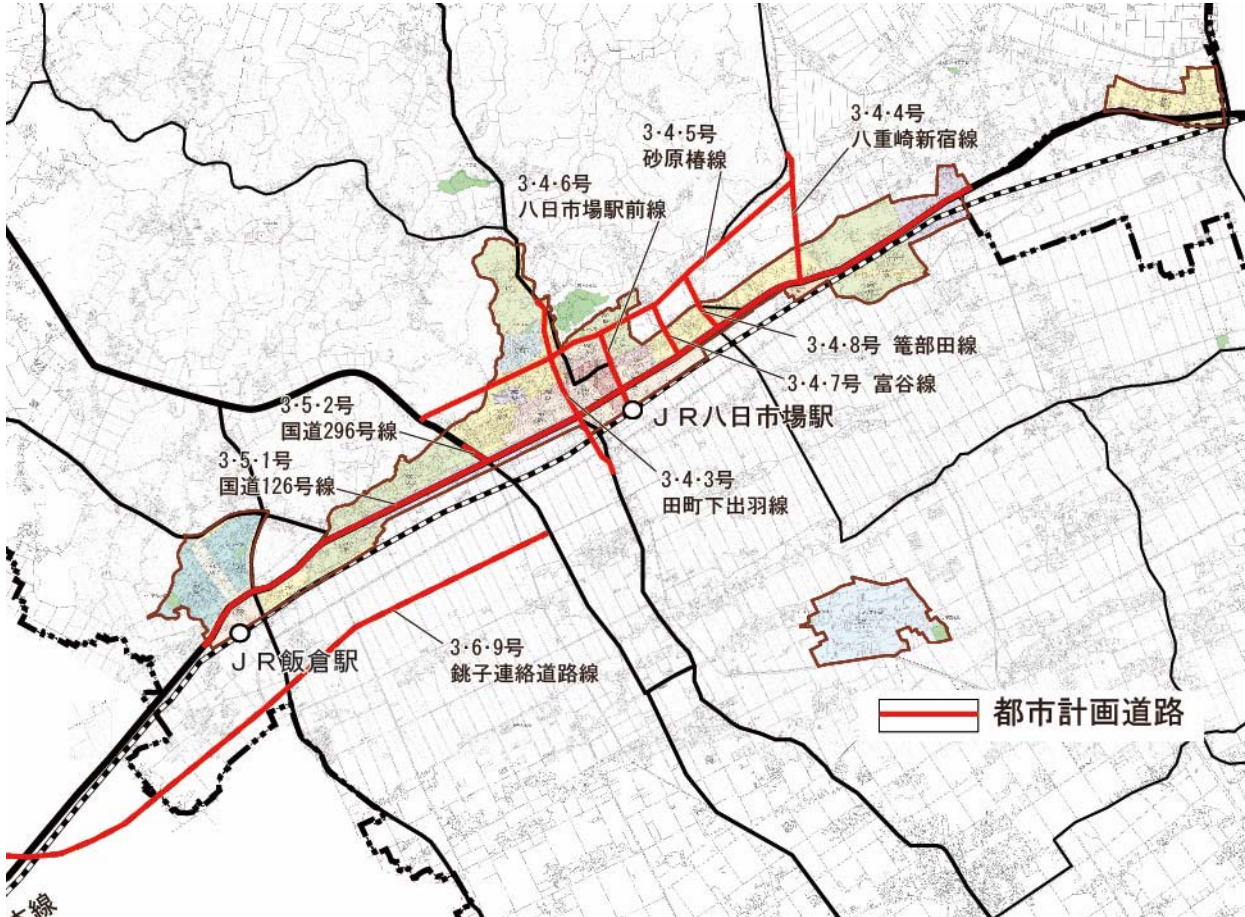 3・4・4号
八重崎新宿線
3・4・5号
砂原椿線
3・4・6号
八日市場駅前線
3・4・8号 篭部田線
3・4・7号 富谷線
JR八日市場駅
3・5・2号
国道296号線
3・5・1号
国道126号線
3・4・3号
田町下出羽線
JR飯倉駅
3・6・9号
銚子連絡道路線
都市計画道路
本線